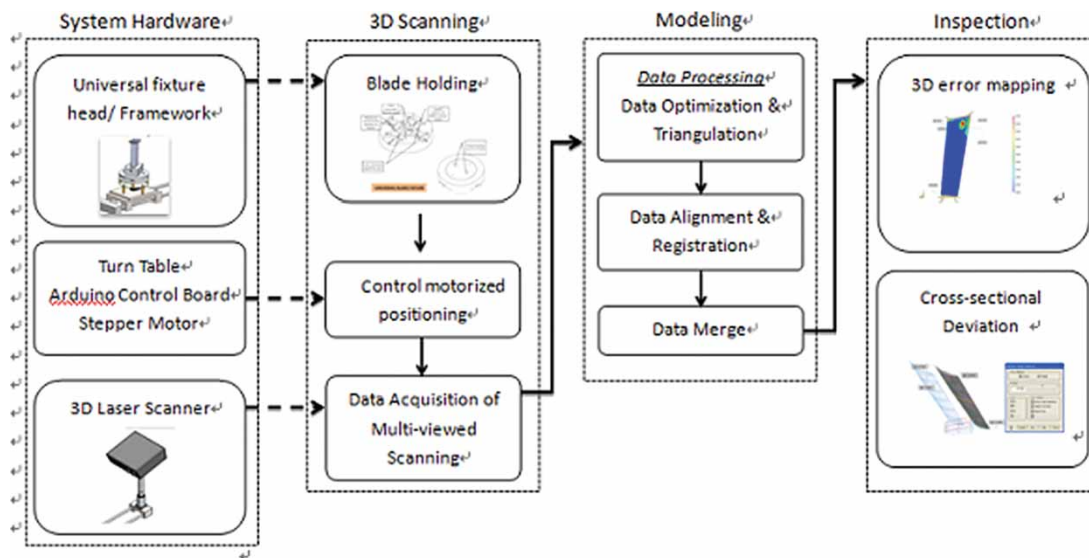 System Hardware
Universal fixture
head/ Framework
Turn Table
Arduino Control Board
Stepper Motor
3D Laser Scanner
3D Scanning
Blade Holding
Control motorized
positioning
Data Acquisition of
Multi-viewed
Scanning
Modeling
Data Processing
Data Optimization &
Triangulation
Data Alignment &
Registration
Data Merge
Inspection
3D error mapping
Cross-sectional
Deviation